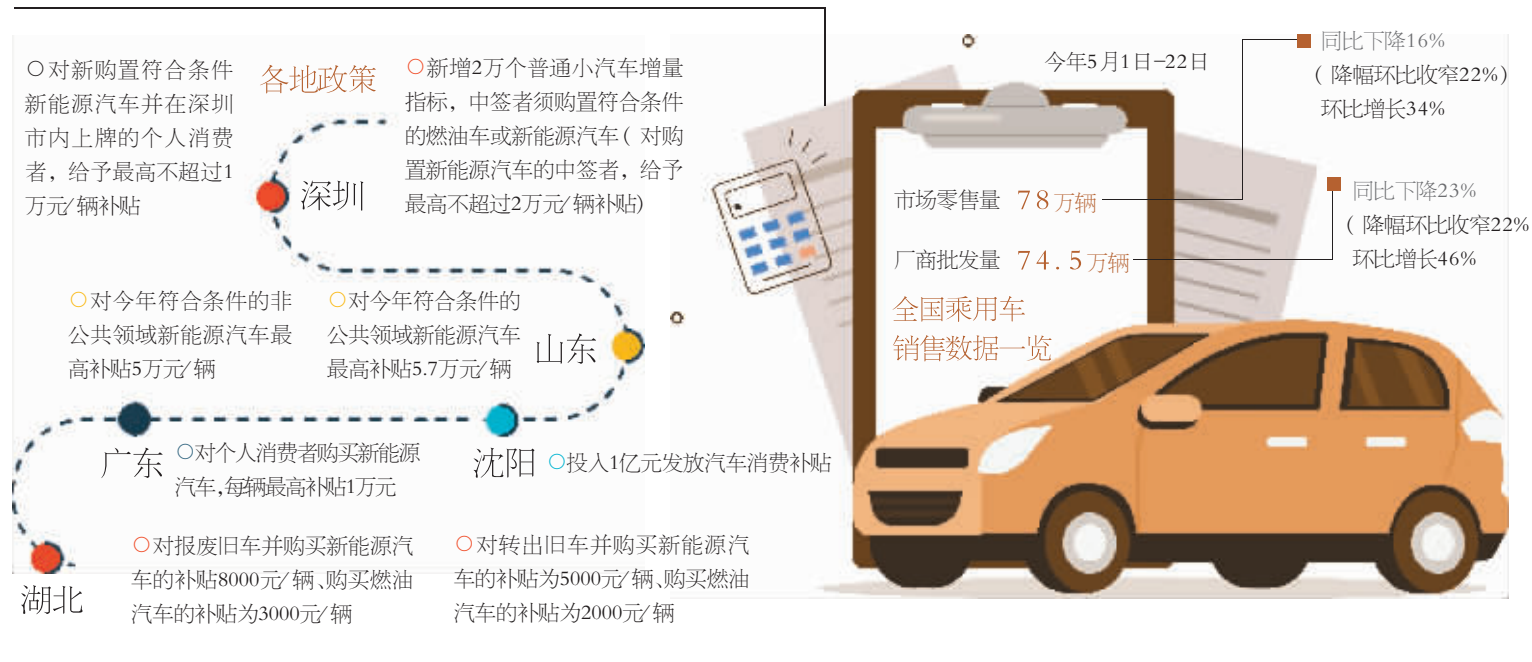 各地政策
○对新购置符合条件
新能源汽车并在深圳
市内上牌的个人消费
者，给予最高不超过1
万元/辆补贴
深圳
○新增2万个普通小汽车增量
指标，中签者须购置符合条件
的燃油车或新能源汽车（对购
置新能源汽车的中签者，给予
最高不超过2万元/辆补贴）
○对今年符合条件的非
公共领域新能源汽车最
高补贴5万元/辆
○对今年符合条件的
公共领域新能源汽车
最高补贴5.7万元/辆
山东
广东
○对个人消费者购买新能源
汽车,每辆最高补贴1万元
沈阳
○投入1亿元发放汽车消费补贴
湖北
○对报废旧车并购买新能源汽
车的补贴8000元/辆、购买燃油
汽车的补贴为3000元/辆
○对转出旧车并购买新能源汽
车的补贴为5000元/辆、购买燃油
汽车的补贴为2000元/辆
今年5月1日-22日
市场零售量 78万辆
同比下降16%
（降幅环比收窄22%）
环比增长34%
厂商批发量 74.5万辆
同比下降23%
（降幅环比收窄22%
环比增长46%
全国乘用车
销售数据一览